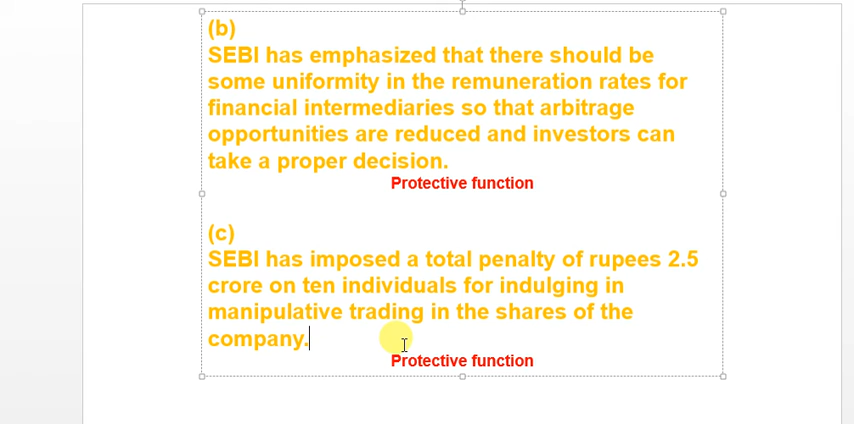 (b)
SEBI has emphasized that there should be
some uniformity in the remuneration rates for
financial intermediaries so that arbitrage
opportunities are reduced and investors can
take a proper decision.
Protective function
(c)
SEBI has imposed a total penalty of rupees 2.5
crore on ten individuals for indulging in
manipulative trading in the shares of the
company.
Protective function